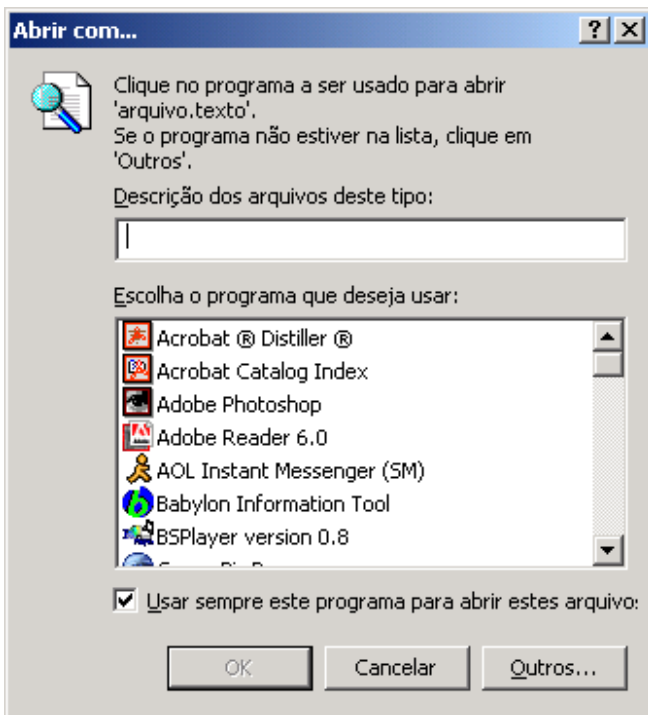 Abrir com...
Clique no programa a ser usado para abrir
'arquivo.texto'.
Se o programa não estiver na lista, clique em
'Outros'.
Descrição dos arquivos deste tipo:
Escolha o programa que deseja usar:
Acrobat ® Distiller ®
Acrobat Catalog Index
Adobe Photoshop
Adobe Reader 6.0
AOL Instant Messenger (SM)
Babylon Information Tool
BSPlayer version 0.8
Usar sempre este programa para abrir estes arquivo
OK
Cancelar
Outros...